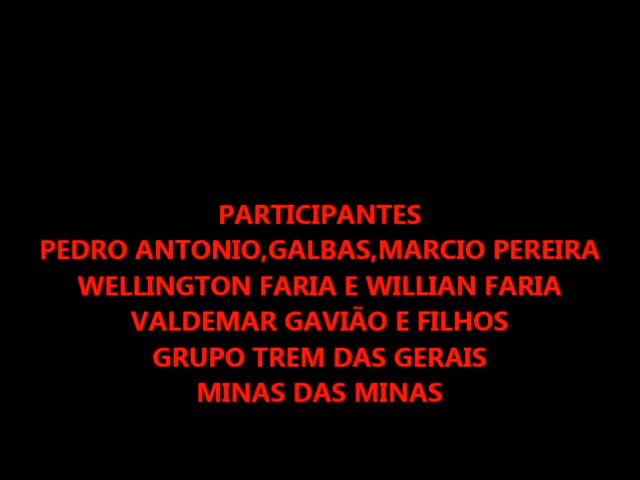 PARTICIPANTES
PEDRO ANTONIO,GALBAS,MARCIO PEREIRA
WELLINGTON FARIA E WILLIAN FARIA
VALDEMAR GAVIÃO E FILHOS
GRUPO TREM DAS GERAIS
MINAS DAS MINAS